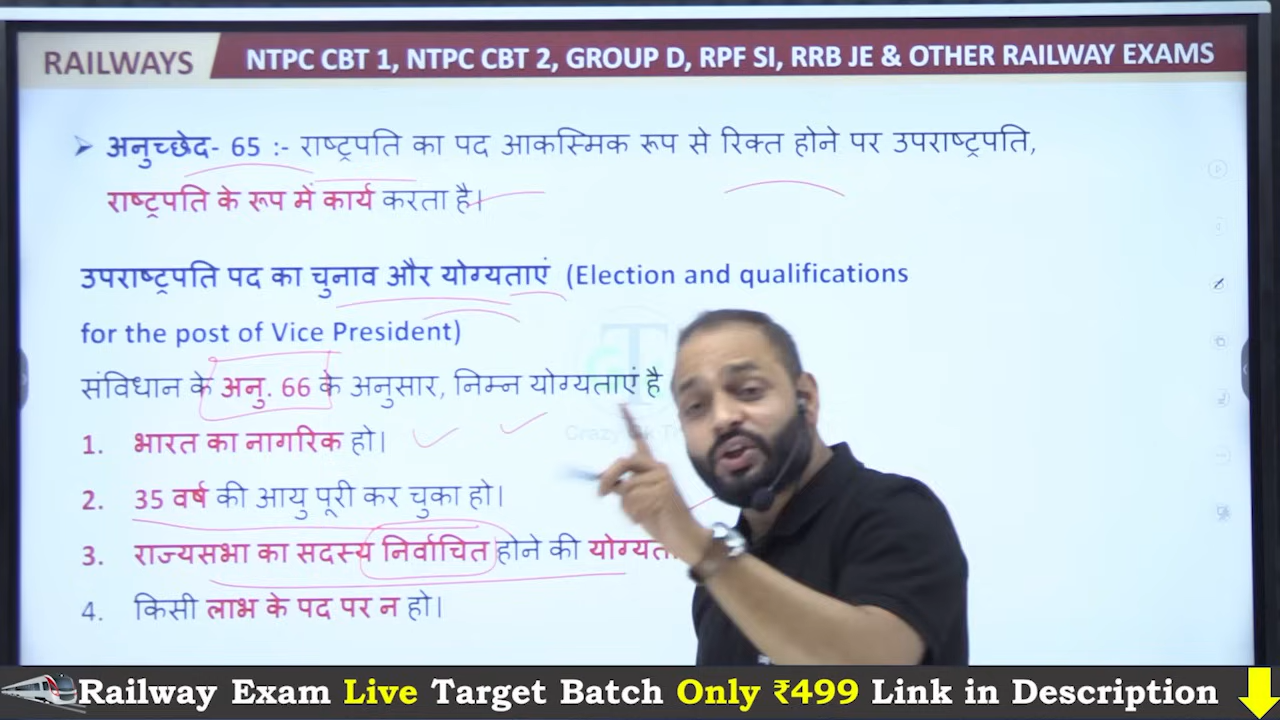 RAILWAYS
NTPC CBT 1, NTPC CBT 2, GROUP D, RPF SI, RRB JE & OTHER RAILWAY EXAMS
➢ अनुच्छेद- 65 :- राष्ट्रपति का पद आकस्मिक रूप से रिक्त होने पर उपराष्ट्रपति,
राष्ट्रपति के रूप में कार्य करता है।
उपराष्ट्रपति पद का चुनाव और योग्यताएं (Election and qualifications
for the post of Vice President)
संविधान के अनु. 66 के अनुसार, निम्न योग्यताएं है
1. भारत का नागरिक हो।
2. 35 वर्ष की आयु पूरी कर चुका हो।
3. राज्यसभा का सदस्य निर्वाचित होने की
4. किसी लाभ के पद पर न हो।
Railway Exam Live Target Batch Only ₹499 Link in Description